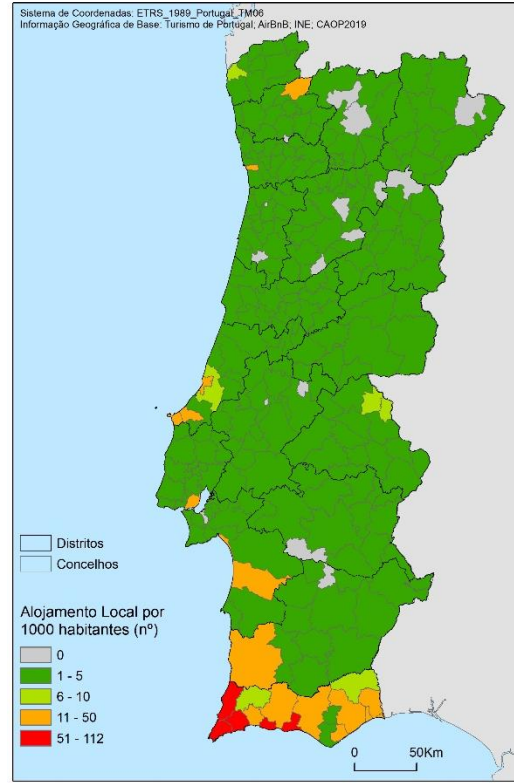 Sistema de Coordenadas: ETRS_1989_Portugal_TM06
Informação Geográfica de Base: Turismo de Portugal; AirBnB; INE; CAOP2019
Distritos
Concelhos
Alojamento Local por
1000 habitantes (nº)
0
1 - 5
6 - 10
11 - 50
51 - 112
0 50Km